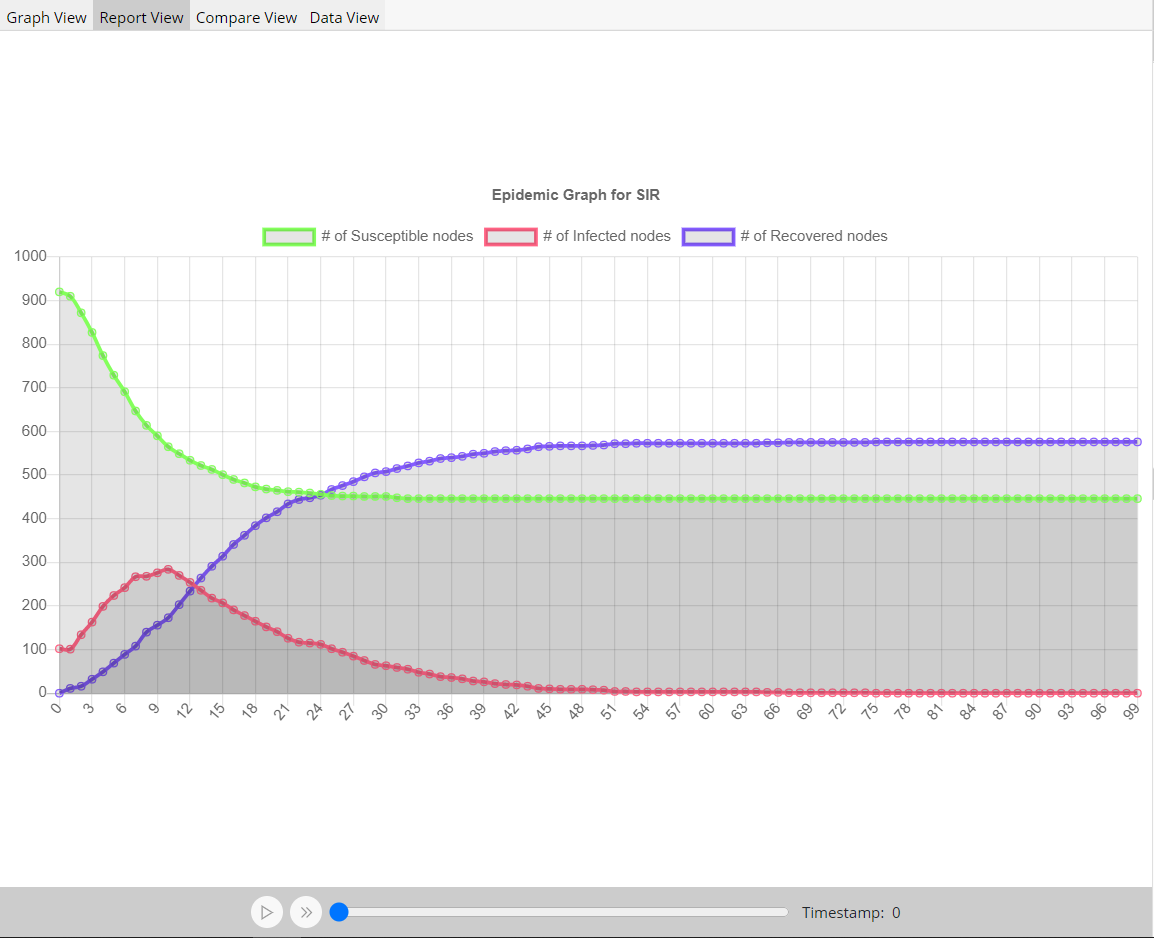 Graph View Report View Compare View Data View
Epidemic Graph for SIR
# of Susceptible nodes # of Infected nodes # of Recovered nodes
1000
900
800
700
600
500
400
300
200
100
0
0 3 6 9 12 15 18 21 24 27 30 33 36 39 42 45 48 51 54 57 60 63 66 69 72 75 78 81 84 87 90 93 96 99
Timestamp: 0